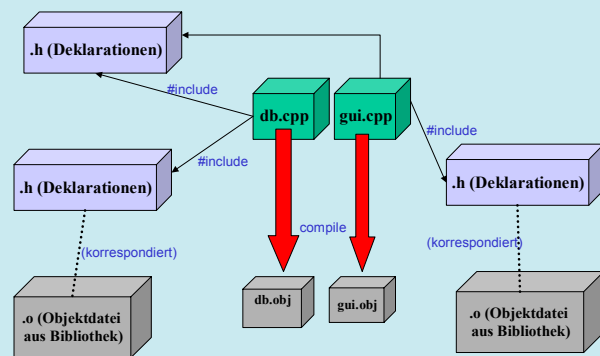 .h (Deklarationen)
#include
db.cpp
gui.cpp
#include
#include
.h (Deklarationen)
.h (Deklarationen)
compile
(korrespondiert)
(korrespondiert)
db.obj
gui.obj
.o (Objektdatei
aus Bibliothek)
.o (Objektdatei
aus Bibliothek)